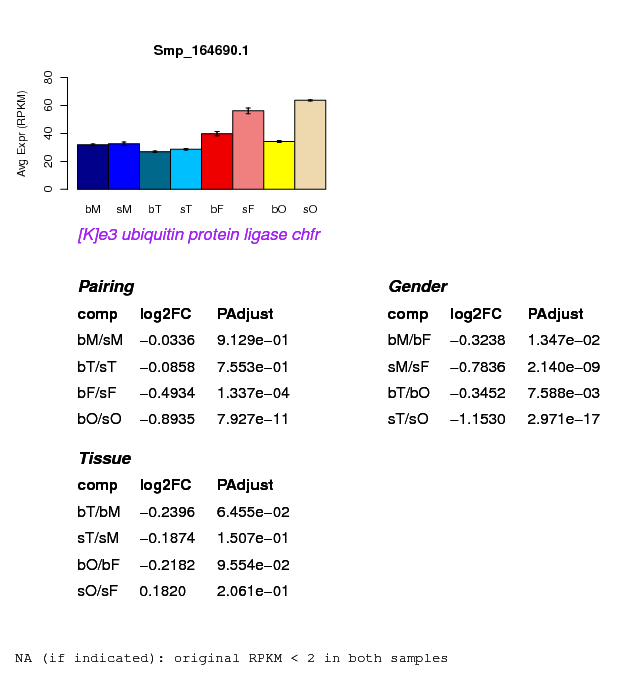 Smp_164690.1
Avg Expr (RPKM)
0 20 40 60 80
bM sM bT sT bF sF bO sO
[K]e3 ubiquitin protein ligase chfr
Pairing
comp log2FC PAdjust
bM/sM −0.0336 9.129e−01
bT/sT −0.0858 7.553e−01
bF/sF −0.4934 1.337e−04
bO/sO −0.8935 7.927e−11
Gender
comp log2FC PAdjust
bM/bF −0.3238 1.347e−02
sM/sF −0.7836 2.140e−09
bT/bO −0.3452 7.588e−03
sT/sO −1.1530 2.971e−17
Tissue
comp log2FC PAdjust
bT/bM −0.2396 6.455e−02
sT/sM −0.1874 1.507e−01
bO/bF −0.2182 9.554e−02
sO/sF 0.1820 2.061e−01
NA (if indicated): original RPKM < 2 in both samples